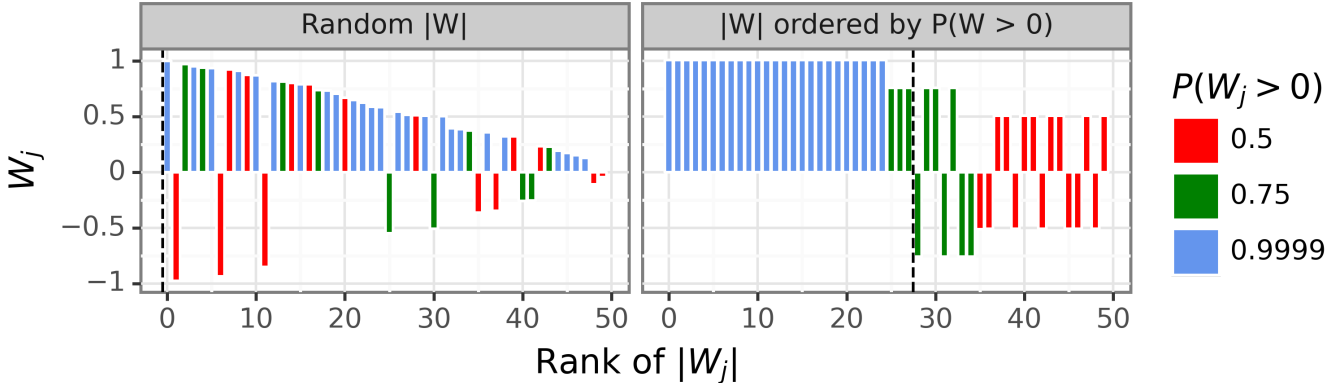 Random |W|
|W| ordered by P(W > 0)
W_j
1
0.5
0
−0.5
−1
0 10 20 30 40 50
0 10 20 30 40 50
Rank of |W_j|
P(W_j > 0)
0.5
0.75
0.9999